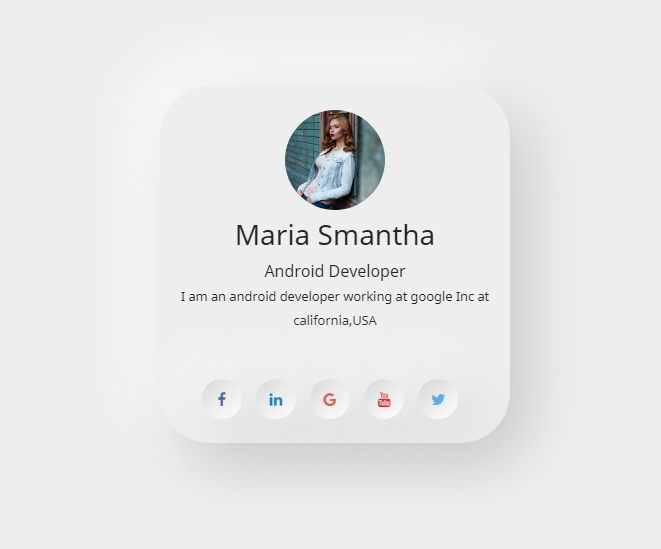 Maria Smantha
Android Developer
I am an android developer working at google Inc at
california,USA
f in G You Tube